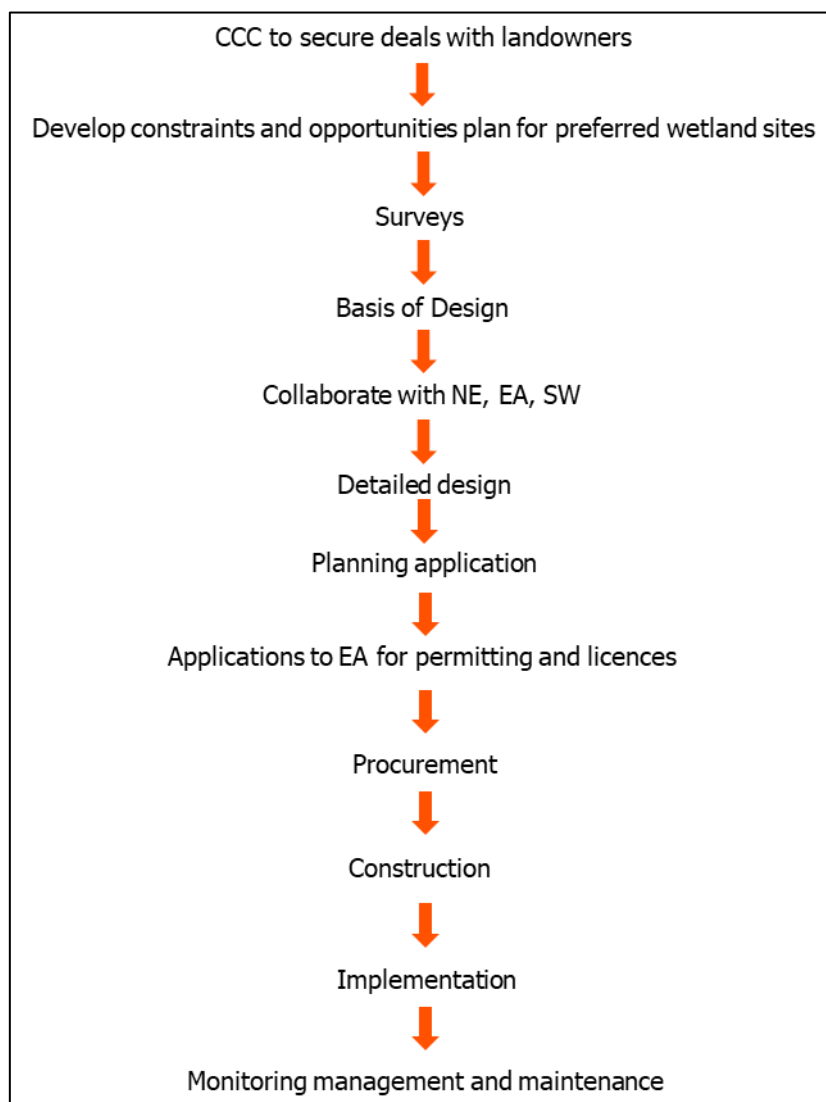 CCC to secure deals with landowners
Develop constraints and opportunities plan for preferred wetland sites
Surveys
Basis of Design
Collaborate with NE, EA, SW
Detailed design
Planning application
Applications to EA for permitting and licences
Procurement
Construction
Implementation
Monitoring management and maintenance